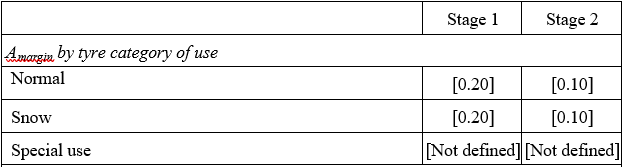 Stage 1 Stage 2
Amargin by tyre category of use
Normal [0.20] [0.10]
Snow [0.20] [0.10]
Special use [Not defined] [Not defined]